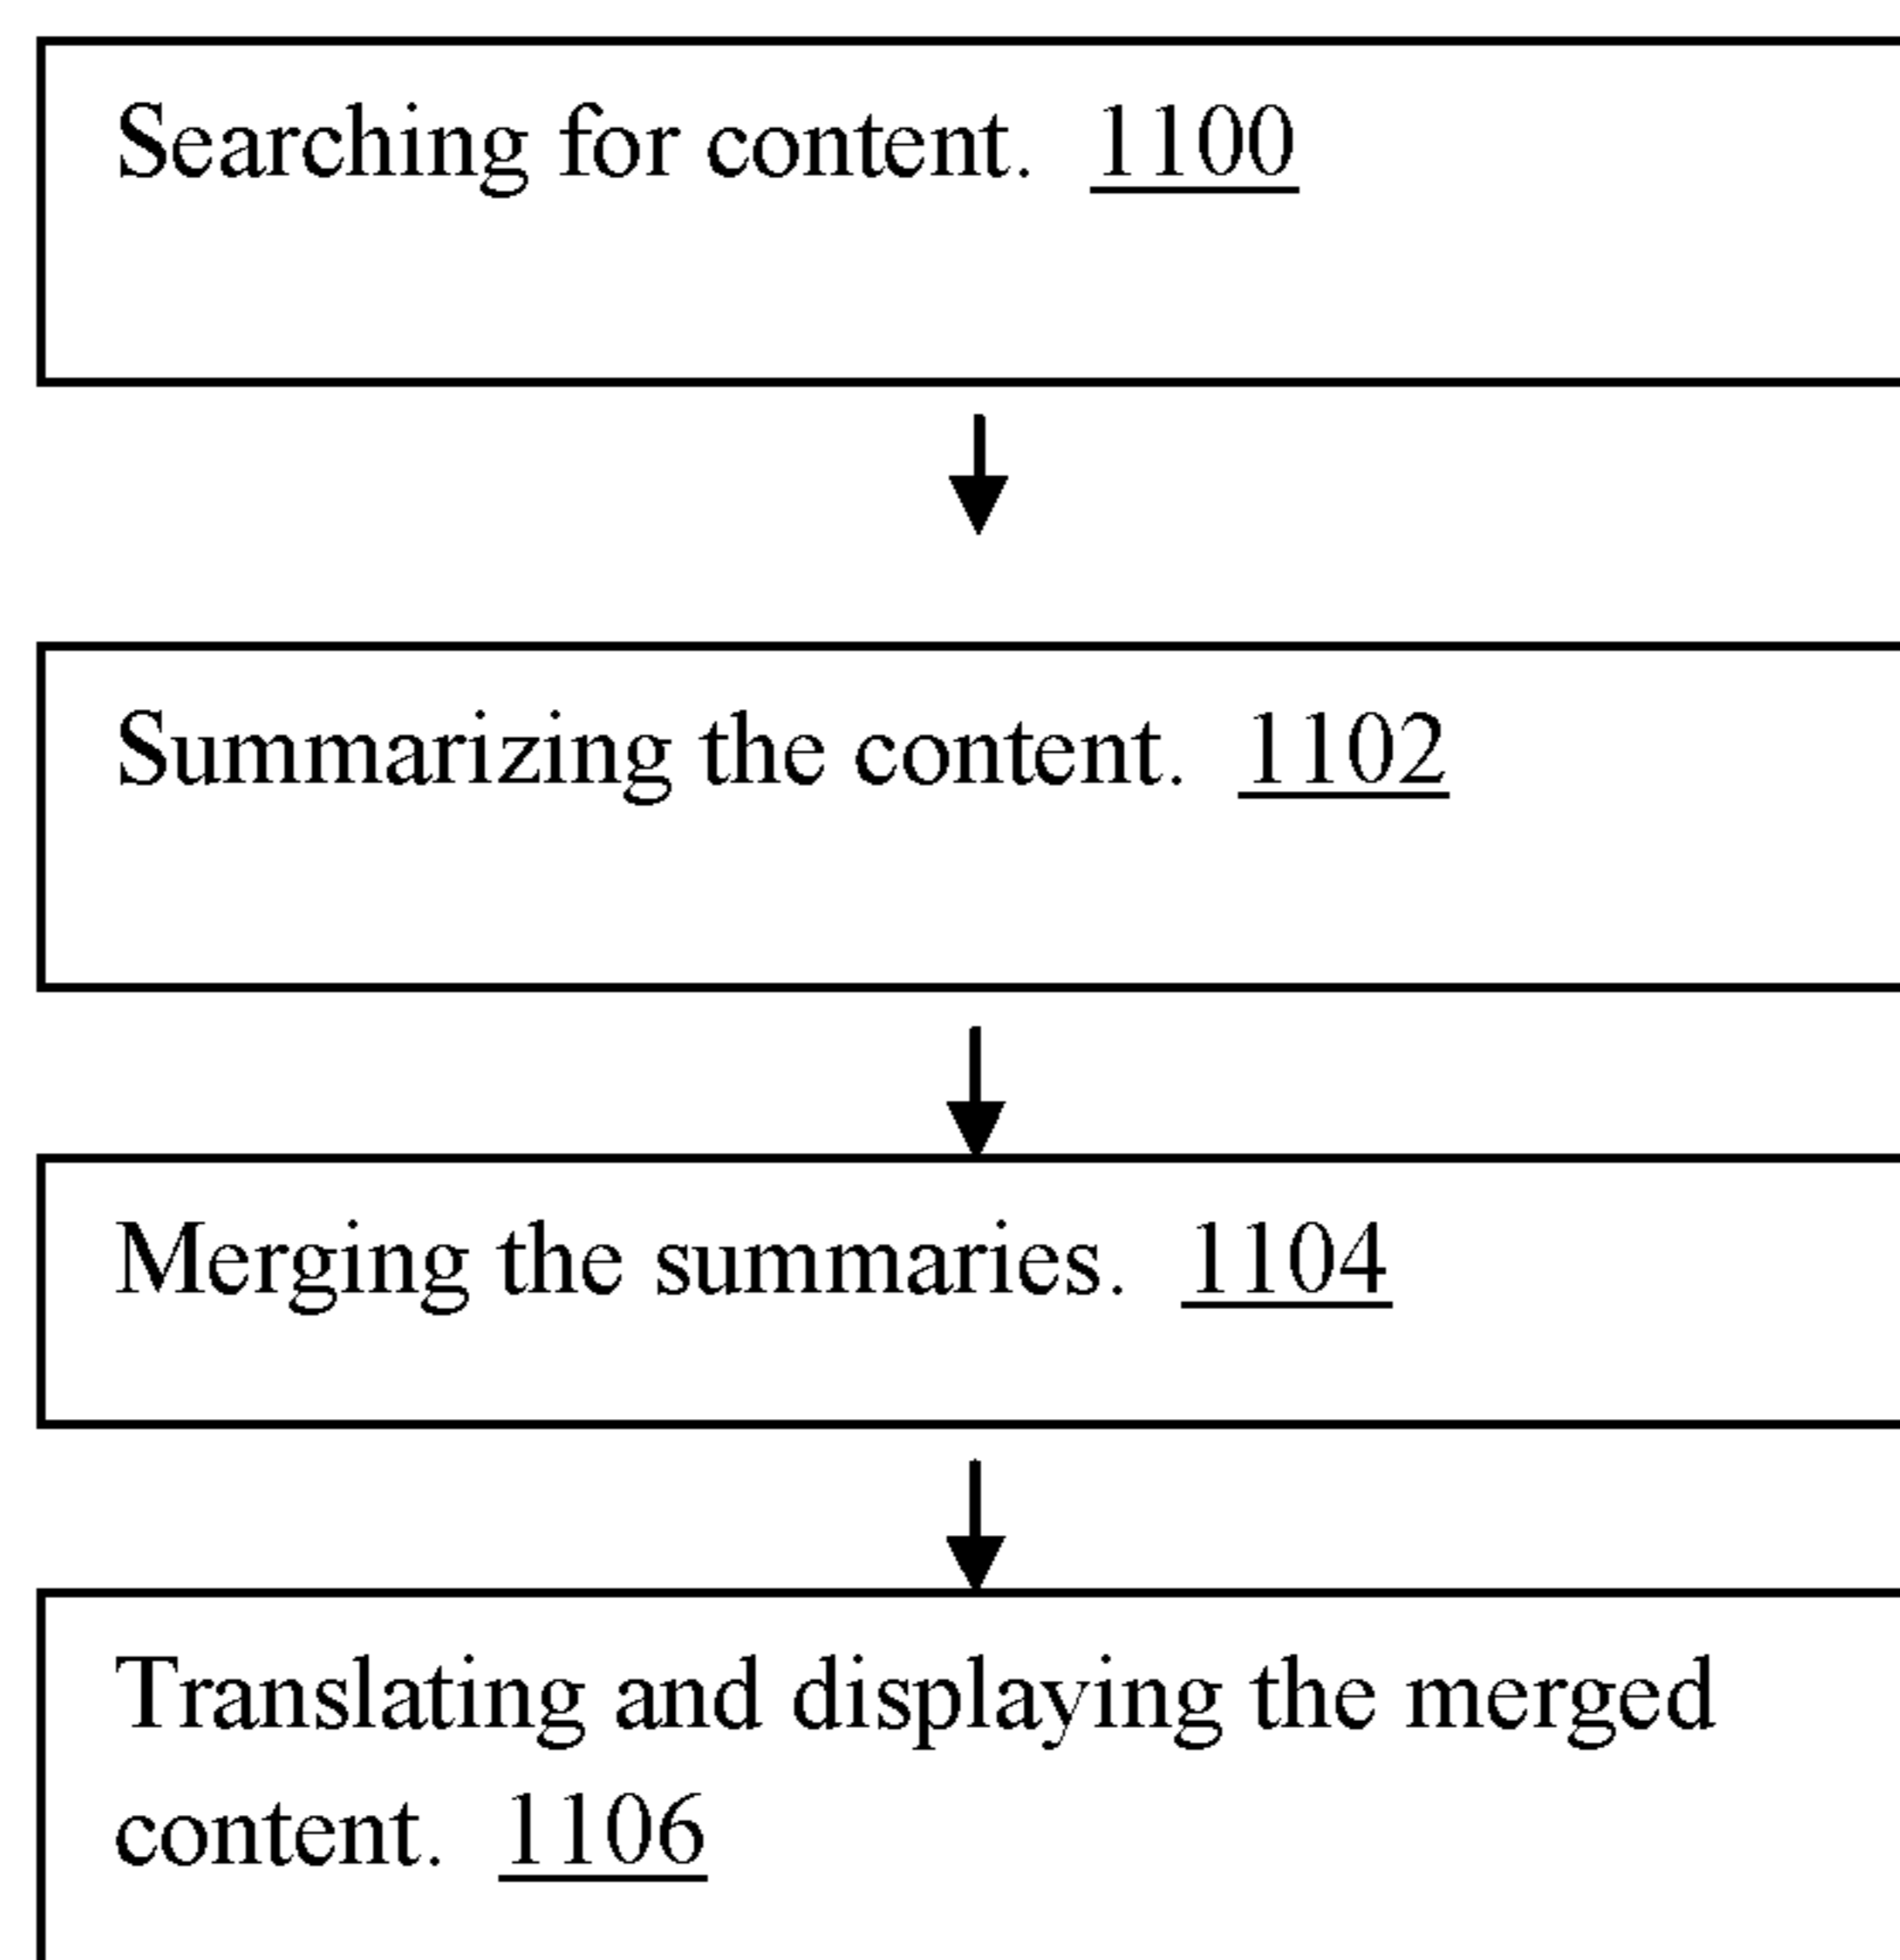 Searching for content. 1100
Summarizing the content. 1102
Merging the summaries. 1104
Translating and displaying the merged
content. 1106